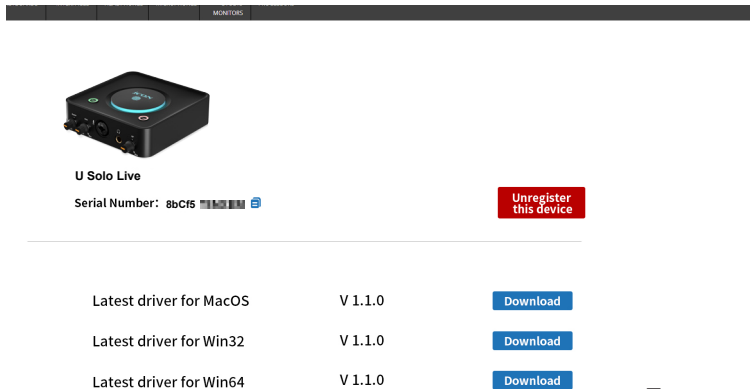 MONITORS
ICON
U Solo Live
Serial Number: 8bCf5
Unregister
this device
Latest driver for MacOS V 1.1.0 Download
Latest driver for Win32 V 1.1.0 Download
Latest driver for Win64 V 1.1.0 Download